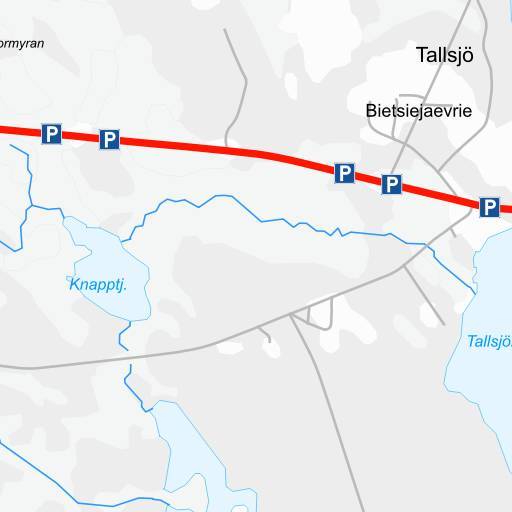 ormyran
Tallsjö
Bietsiejaevrie
P
P
P
P
P
Knapptj.
Tallsjö